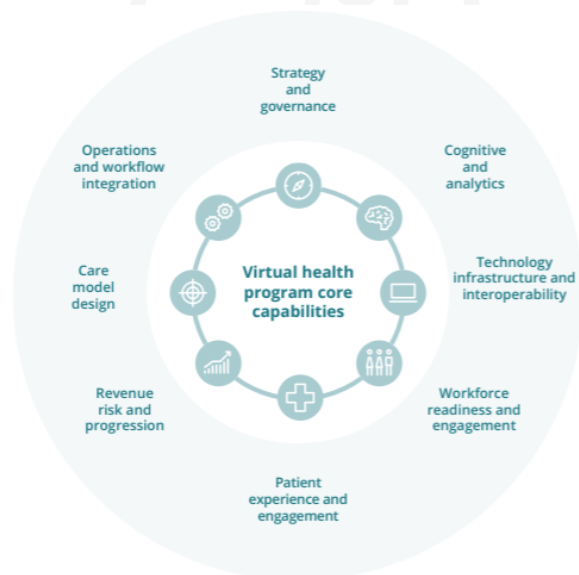 Strategy
and
governance
Cognitive
and
analytics
Technology
infrastructure and
interoperability
Workforce
readiness and
engagement
Patient
experience and
engagement
Revenue
risk and
progression
Care
model
design
Operations
and workflow
integration
Virtual health
program core
capabilities